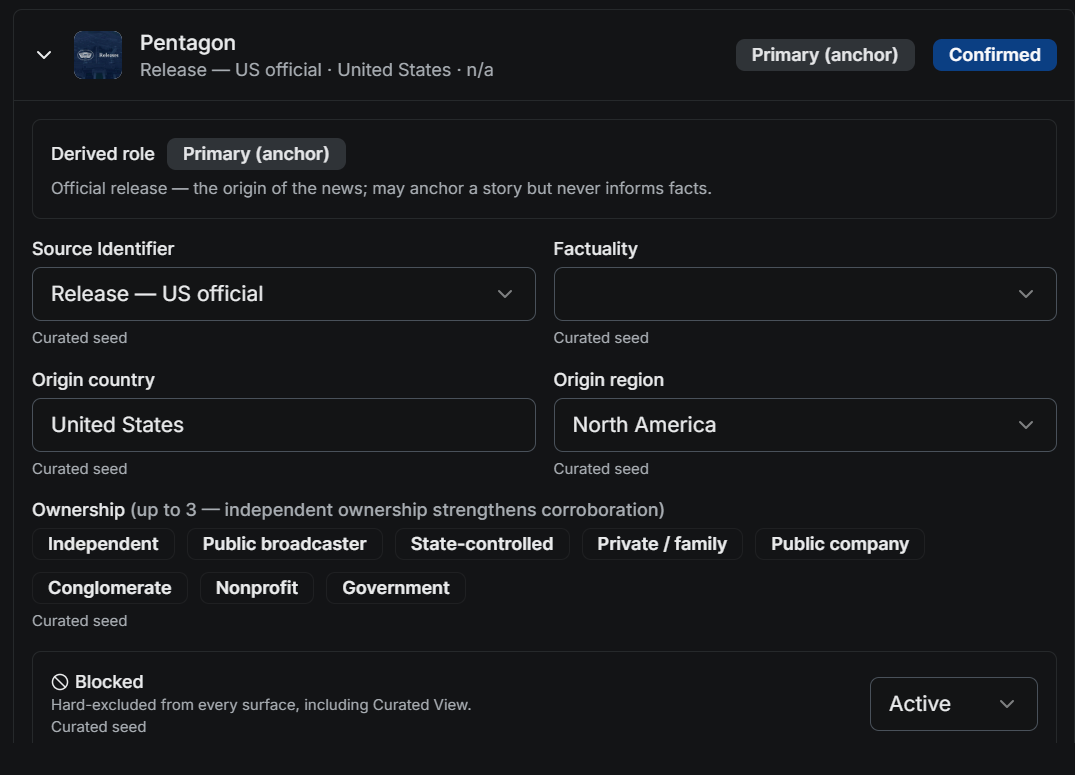 Pentagon
Release — US official · United States · n/a
Primary (anchor)
Confirmed
Releases
Derived role
Primary (anchor)
Official release — the origin of the news; may anchor a story but never informs facts.
Source Identifier
Factuality
Release — US official
Curated seed
Curated seed
Origin country
Origin region
United States
North America
Curated seed
Curated seed
Ownership (up to 3 — independent ownership strengthens corroboration)
Independent
Public broadcaster
State-controlled
Private / family
Public company
Conglomerate
Nonprofit
Government
Curated seed
Blocked
Hard-excluded from every surface, including Curated View.
Curated seed
Active